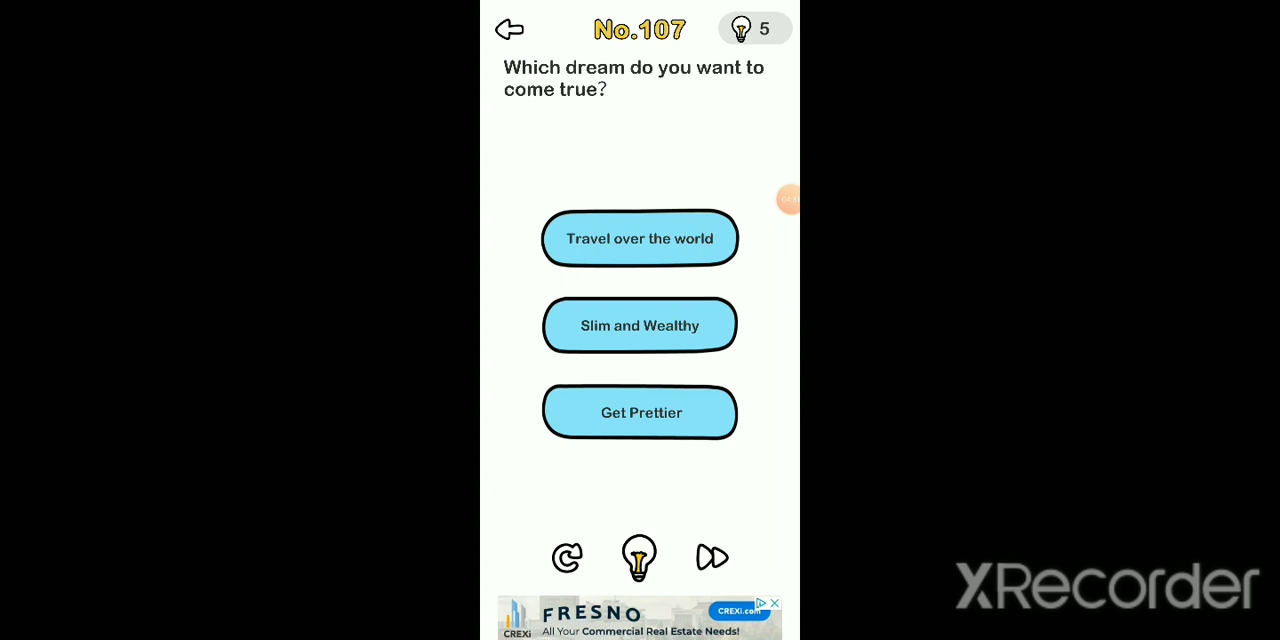 No.107
5
Which dream do you want to
come true?
Travel over the world
Slim and Wealthy
Get Prettier
FRESNO
CREXi.com
CREXi
All Your Commercial Real Estate Needs!
XRecorder